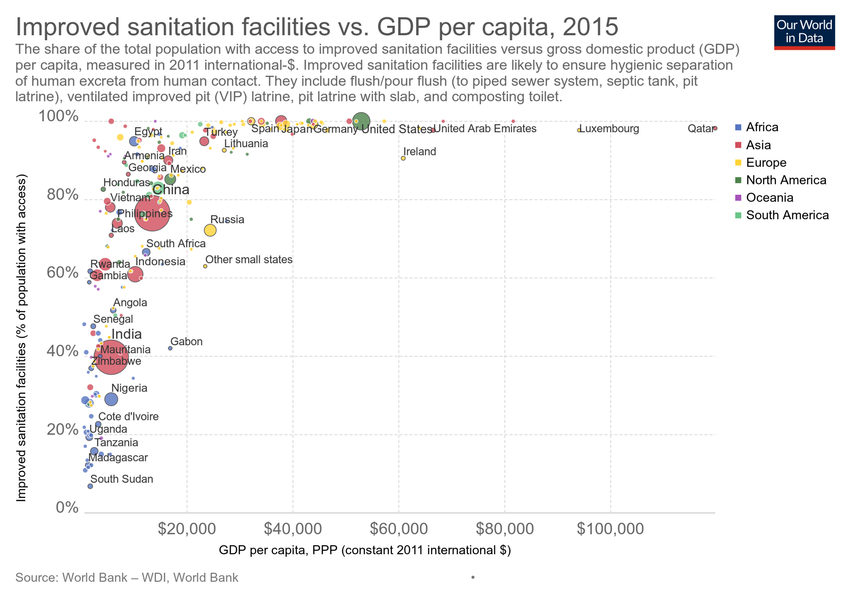 Improved sanitation facilities vs. GDP per capita, 2015
Our World
in Data
The share of the total population with access to improved sanitation facilities versus gross domestic product (GDP)
per capita, measured in 2011 international-$. Improved sanitation facilities are likely to ensure hygienic separation
of human excreta from human contact. They include flush/pour flush (to piped sewer system, septic tank, pit
latrine), ventilated improved pit (VIP) latrine, pit latrine with slab, and composting toilet.
Improved sanitation facilities (% of population with access)
100%
80%
60%
40%
20%
0%
Egypt
Turkey
Spain
Japan
Germany
United States
United Arab Emirates
Luxembourg
Qatar
Lithuania
Armenia
Iran
Ireland
Georgia
Mexico
Honduras
China
Vietnam
Philippines
Russia
Laos
South Africa
Rwanda
Indonesia
Other small states
Gambia
Angola
Senegal
India
Gabon
Mauritania
Zimbabwe
Nigeria
Cote d'Ivoire
Uganda
Tanzania
Madagascar
South Sudan
Africa
Asia
Europe
North America
Oceania
South America
$20,000
$40,000
$60,000
$80,000
$100,000
GDP per capita, PPP (constant 2011 international $)
Source: World Bank – WDI, World Bank
•